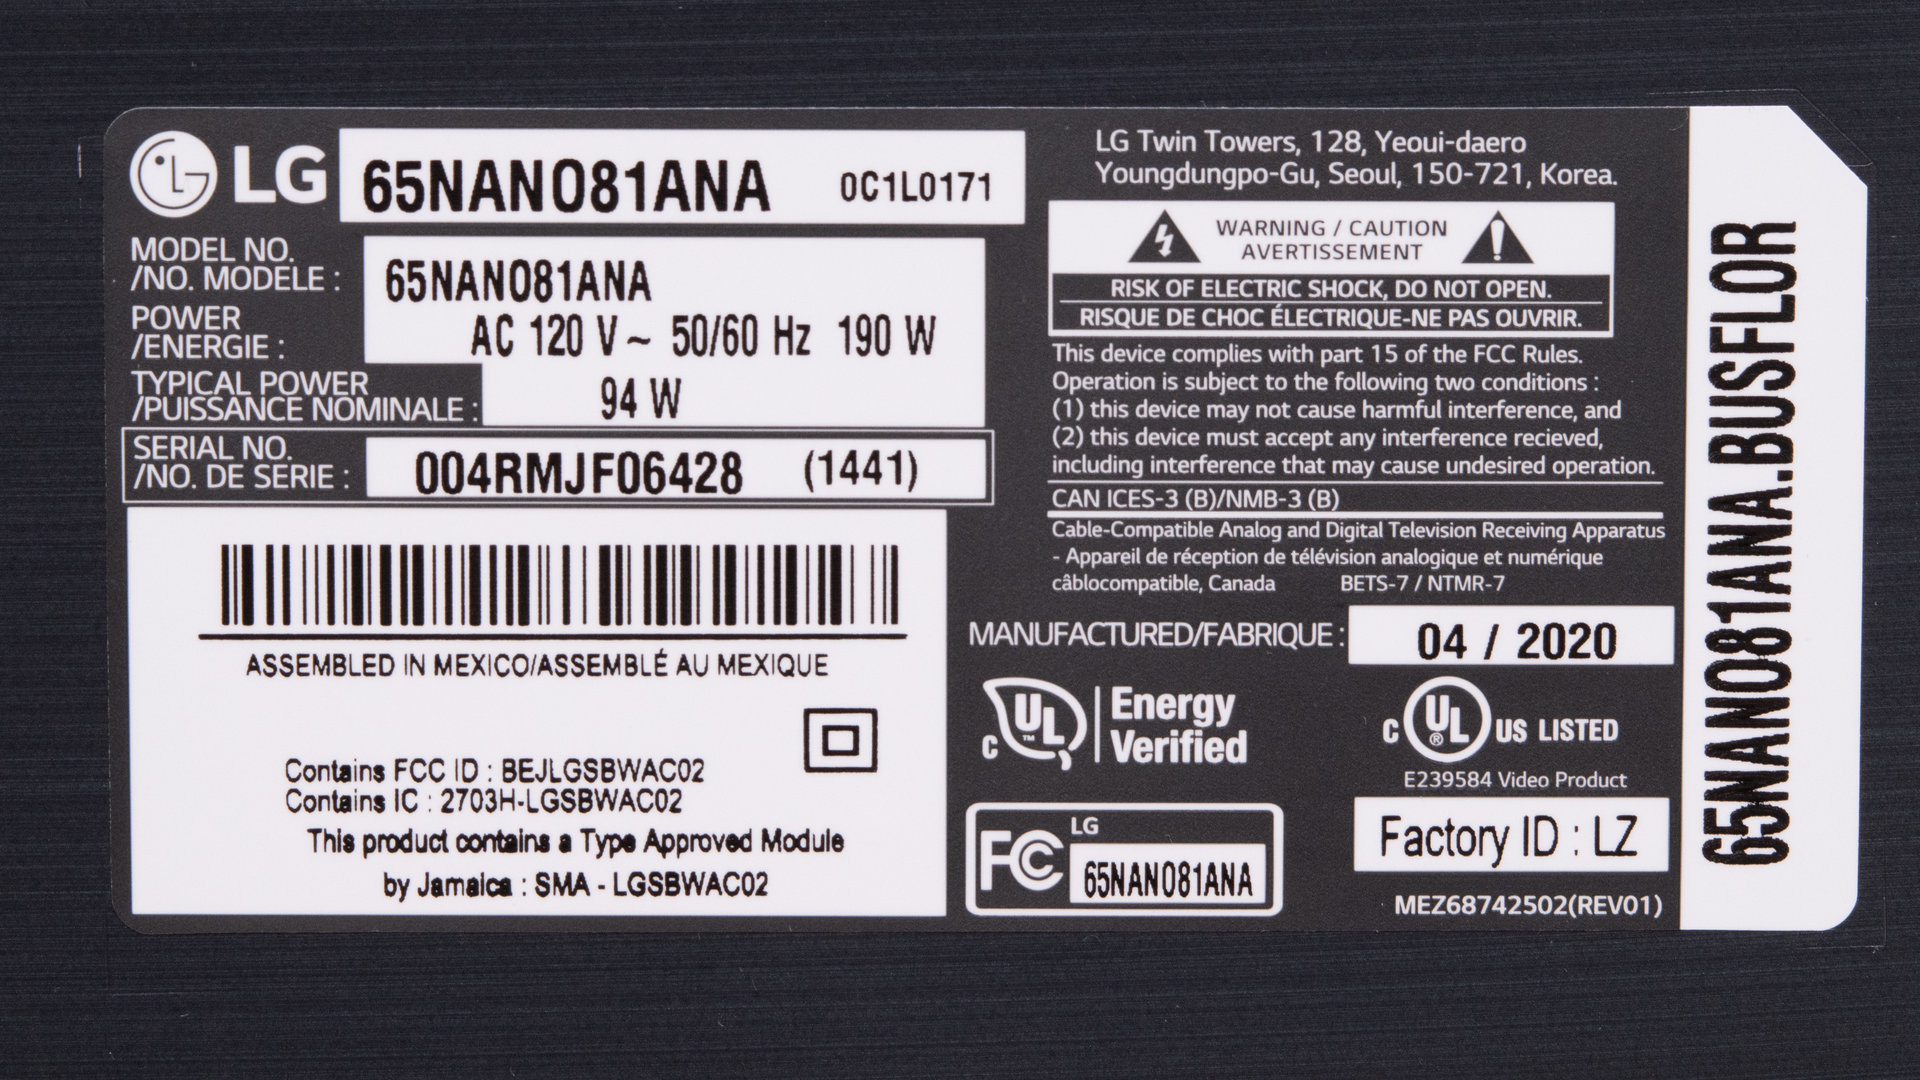 LG 65NANO81ANA 0C1L0171
MODEL NO.
/NO. MODELE :
65NANO81ANA
POWER
/ENERGIE :
AC 120 V ~ 50/60 Hz 190 W
TYPICAL POWER
/PUISSANCE NOMINALE :
94 W
SERIAL NO.
/NO. DE SERIE :
004RMJF06428 (1441)
ASSEMBLED IN MEXICO/ASSEMBLÉ AU MEXIQUE
Contains FCC ID : BEJLGSBWAC02
Contains IC : 2703H-LGSBWAC02
This product contains a Type Approved Module
by Jamaica : SMA - LGSBWAC02
LG Twin Towers, 128, Yeoui-daero
Youngdungpo-Gu, Seoul, 150-721, Korea.
WARNING / CAUTION
AVERTISSEMENT
RISK OF ELECTRIC SHOCK, DO NOT OPEN.
RISQUE DE CHOC ÉLECTRIQUE-NE PAS OUVRIR.
This device complies with part 15 of the FCC Rules.
Operation is subject to the following two conditions :
(1) this device may not cause harmful interference, and
(2) this device must accept any interference recieved,
including interference that may cause undesired operation.
CAN ICES-3 (B)/NMB-3 (B)
Cable-Compatible Analog and Digital Television Receiving Apparatus
- Appareil de réception de télévision analogique et numérique
câblocompatible, Canada BETS-7 / NTMR-7
MANUFACTURED/FABRIQUE : 04 / 2020
C UL™ Energy
Verified
C UL® US LISTED
E239584 Video Product
FC LG
65NANO81ANA
Factory ID : LZ
MEZ68742502(REV01)
65NANO81ANA.BUSFLOR